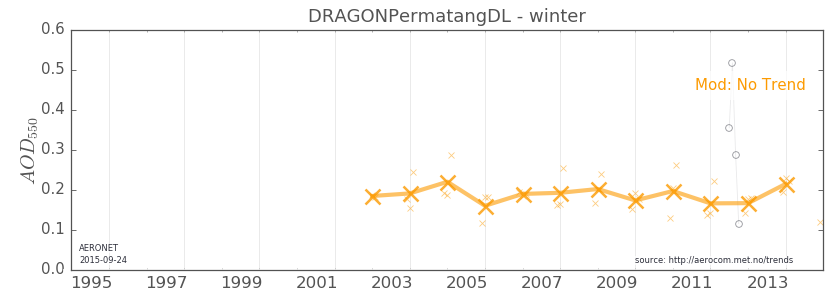 DRAGONPermatangDL - winter
0.6
0.5
0.4
0.3
0.2
0.1
0.0
AOD550
Mod: No Trend
AERONET
2015-09-24
source: http://aerocom.met.no/trends
1995 1997 1999 2001 2003 2005 2007 2009 2011 2013